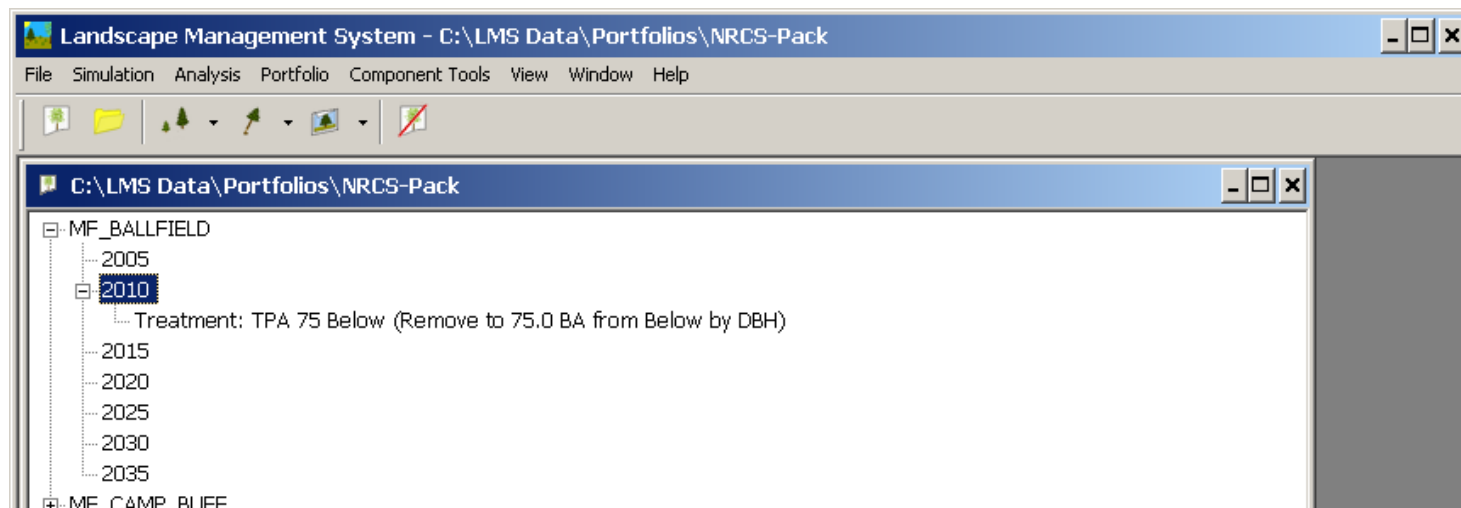 Landscape Management System - C:\LMS Data\Portfolios\NRCS-Pack
File Simulation Analysis Portfolio Component Tools View Window Help
C:\LMS Data\Portfolios\NRCS-Pack
MF_BALLFIELD
2005
2010
Treatment: TPA 75 Below (Remove to 75.0 BA from Below by DBH)
2015
2020
2025
2030
2035
MF_CAMP_BUFF